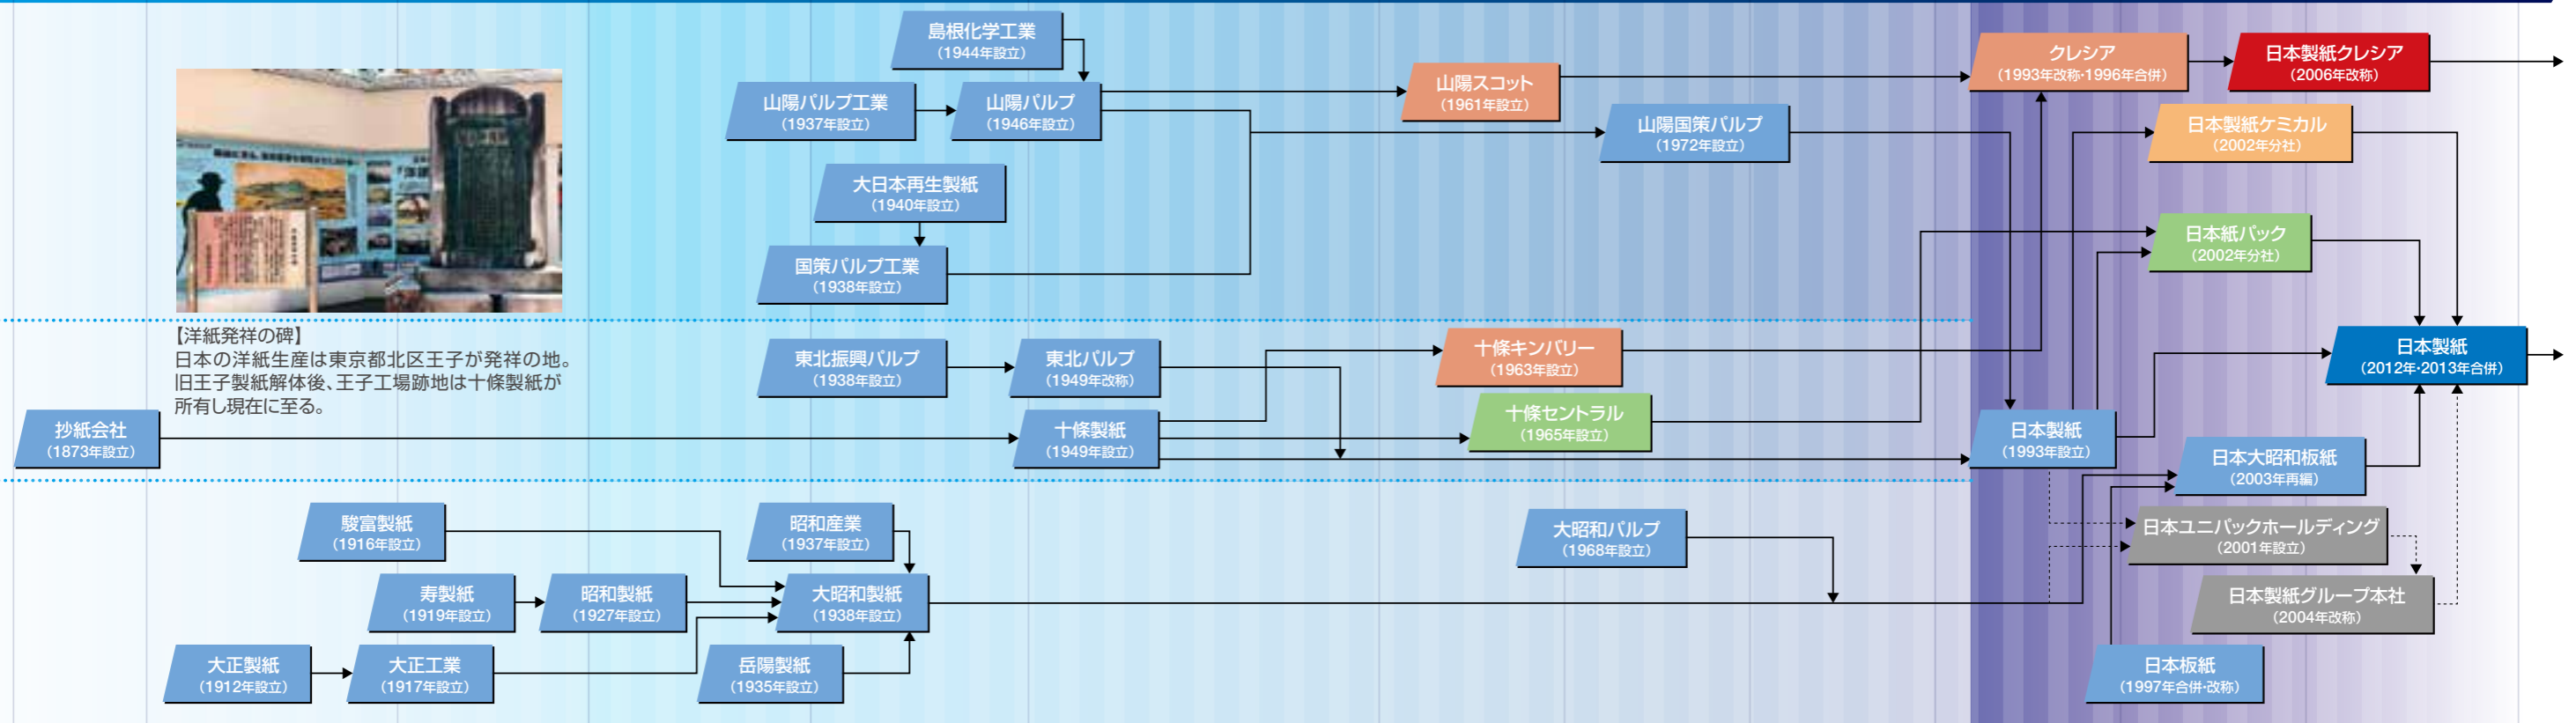 島根化学工業
(1944年設立)
山陽パルプ工業
(1937年設立)
山陽パルプ
(1946年設立)
大日本再生製紙
(1940年設立)
国策パルプ工業
(1938年設立)
山陽スコット
(1961年設立)
山陽国策パルプ
(1972年設立)
クレシア
(1993年改称・1996年合併)
日本製紙クレシア
(2006年改称)
日本製紙ケミカル
(2002年分社)
日本紙パック
(2002年分社)
【洋紙発祥の碑】
日本の洋紙生産は東京都北区王子が発祥の地。
旧王子製紙解体後、王子工場跡地は十條製紙が
所有し現在に至る。
抄紙会社
(1873年設立)
東北振興パルプ
(1938年設立)
東北パルプ
(1949年改称)
十條製紙
(1949年設立)
十條キンバリー
(1963年設立)
十條セントラル
(1965年設立)
日本製紙
(1993年設立)
日本製紙
(2012年・2013年合併)
日本大昭和板紙
(2003年再編)
日本ユニパックホールディング
(2001年設立)
日本製紙グループ本社
(2004年改称)
日本板紙
(1997年合併・改称)
駿富製紙
(1916年設立)
昭和産業
(1937年設立)
寿製紙
(1919年設立)
昭和製紙
(1927年設立)
大昭和製紙
(1938年設立)
大正製紙
(1912年設立)
大正工業
(1917年設立)
岳陽製紙
(1935年設立)
大昭和パルプ
(1968年設立)